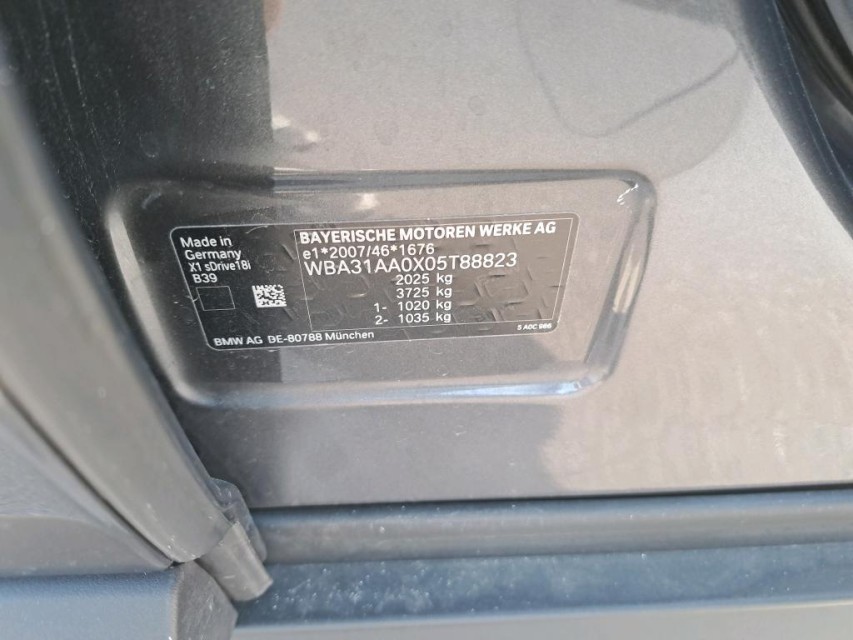 Made in
Germany
X1 sDrive18i
B39
BAYERISCHE MOTOREN WERKE AG
e1*2007/46*1676
WBA31AA0X05T88823
2025 kg
3725 kg
1- 1020 kg
2- 1035 kg
BMW AG DE-80788 München
5 A0C 986